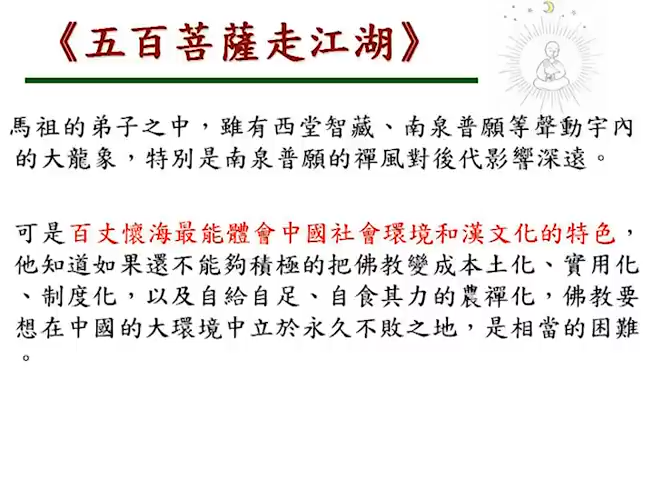 《五百菩薩走江湖》
馬祖的弟子之中，雖有西堂智藏、南泉普願等聲動宇內
的大龍象，特別是南泉普願的禪風對後代影響深遠。
可是百丈懷海最能體會中國社會環境和漢文化的特色，
他知道如果還不能夠積極的把佛教變成本土化、實用化
、制度化，以及自給自足、自食其力的農禪化，佛教要
想在中國的大環境中立於永久不敗之地，是相當的困難
。